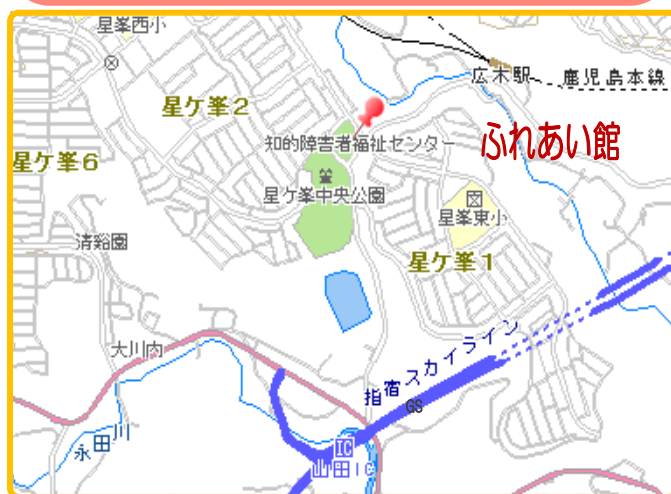 星峯西小
広木駅
鹿児島本線
星ケ峯2
知的障害者福祉センター
ふれあい館
星ケ峯6
星ケ峯中央公園
星峯東小
清谿園
星ケ峯1
大川内
指宿スカイライン
GS
永田川
IC
山田IC